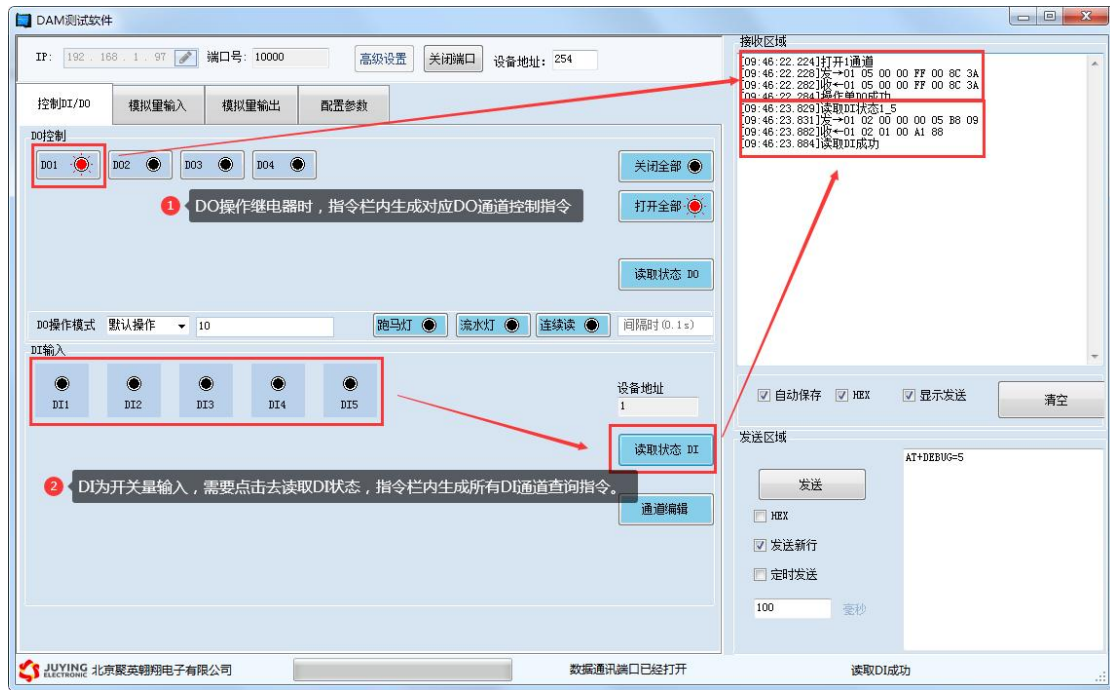 DAM测试软件
IP: 192 . 168 . 1 . 97 端口号: 10000 高级设置 关闭端口 设备地址: 254
控制DI/DO 模拟量输入 模拟量输出 配置参数
DO控制
DO1 DO2 DO3 DO4 关闭全部
1 DO操作继电器时，指令栏内生成对应DO通道控制指令
打开全部
读取状态 DO
DO操作模式 默认操作 10 跑马灯 流水灯 连续读 间隔时(0.1s)
DI输入
DI1 DI2 DI3 DI4 DI5
设备地址
1
读取状态 DI
2 DI为开关量输入，需要点击去读取DI状态，指令栏内生成所有DI通道查询指令。
通道编辑
接收区域
[09:46:22.224]打开1通道
[09:46:22.228]发→01 05 00 00 FF 00 8C 3A
[09:46:22.282]收←01 05 00 00 FF 00 8C 3A
[09:46:22.284]操作单DO成功
[09:46:23.829]读取DI状态1_5
[09:46:23.831]发→01 02 00 00 00 05 B8 09
[09:46:23.882]收←01 02 01 00 A1 88
[09:46:23.884]读取DI成功
自动保存 HEX 显示发送 清空
发送区域
AT+DEBUG=5
发送
HEX
发送新行
定时发送
100 毫秒
JUYING ELECTRONIC 北京聚英翱翔电子有限公司 数据通讯端口已经打开 读取DI成功